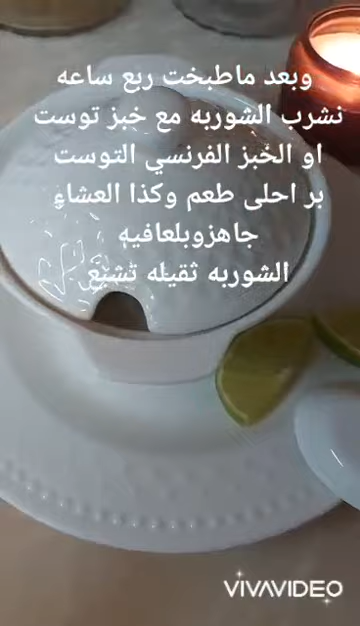 وبعد ماطبخت ربع ساعه
نشرب الشوربه مع خبز توست
او الخبز الفرنسي التوست
بر احلى طعم وكذا العشاء
جاهزوبلعافيه
الشوربه ثقيله تشبع
VIVAVIDEO